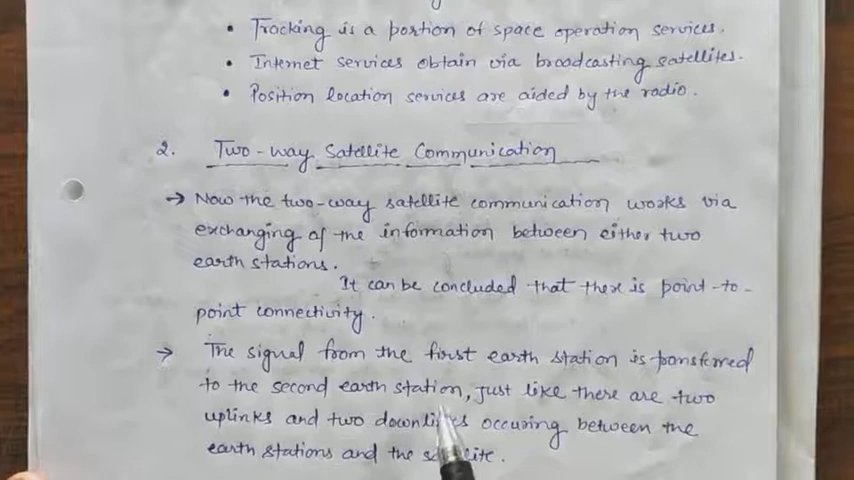 • Tracking is a portion of space operation services.
• Internet services obtain via broadcasting satellites.
• Position location services are aided by the radio.
2. Two-way Satellite Communication
→ Now the two-way satellite communication works via
exchanging of the information between either two
earth stations.
It can be concluded that there is point-to-
point connectivity.
→ The signal from the first earth station is transferred
to the second earth station, just like there are two
uplinks and two downlinks occuring between the
earth stations and the satellite.